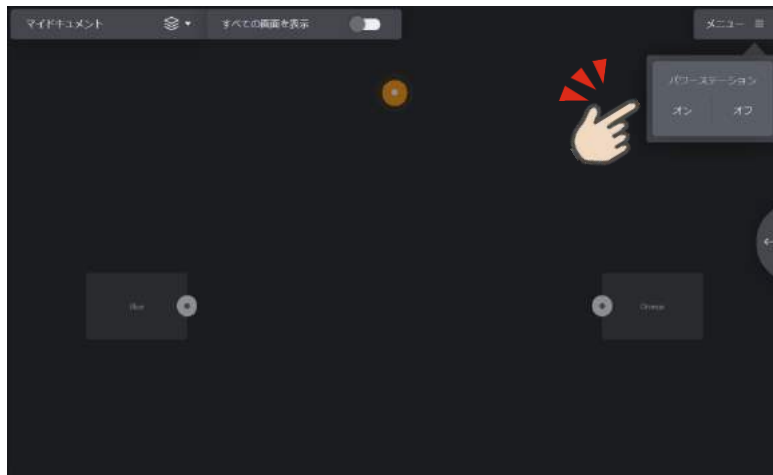 マイドキュメント
すべての画面を表示
メニュー
パワーステーション
オン オフ
Blue
Orange